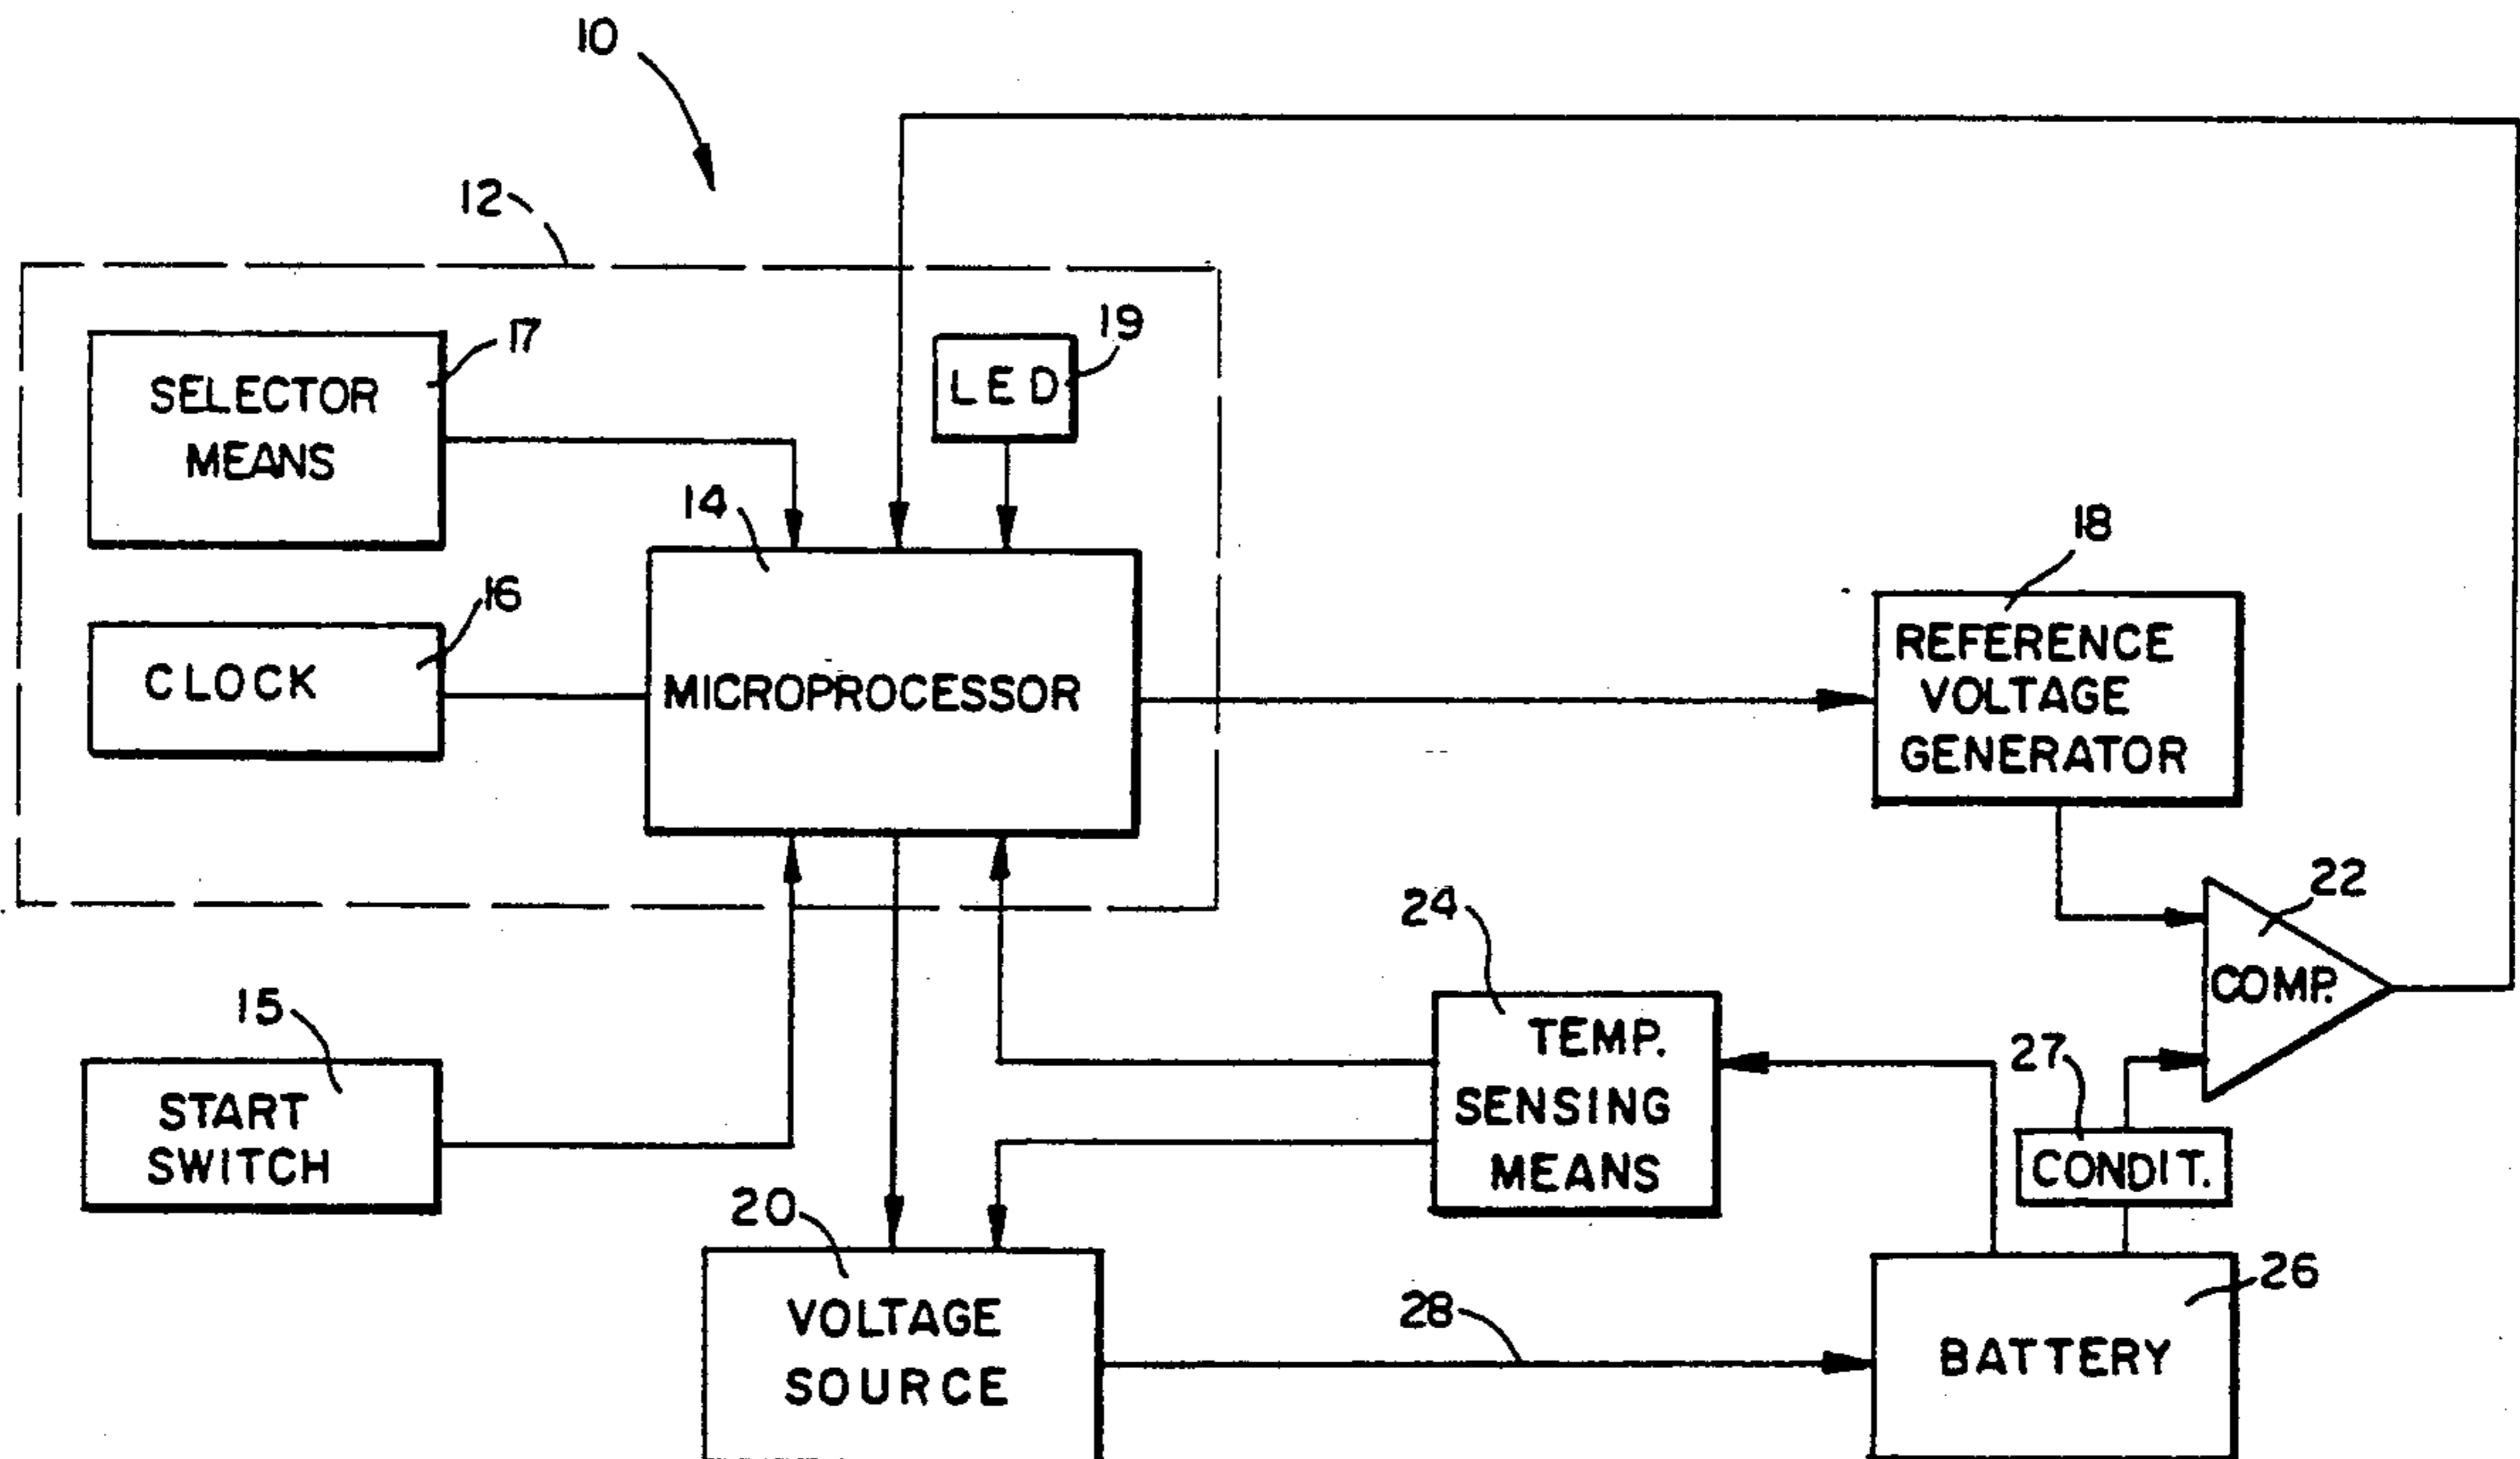 10
12
17
19
SELECTOR
MEANS
LED
14
18
16
CLOCK
MICROPROCESSOR
REFERENCE
VOLTAGE
GENERATOR
22
24
COMP.
15
27
TEMP.
SENSING
MEANS
START
SWITCH
CONDIT.
20
26
28
VOLTAGE
SOURCE
BATTERY